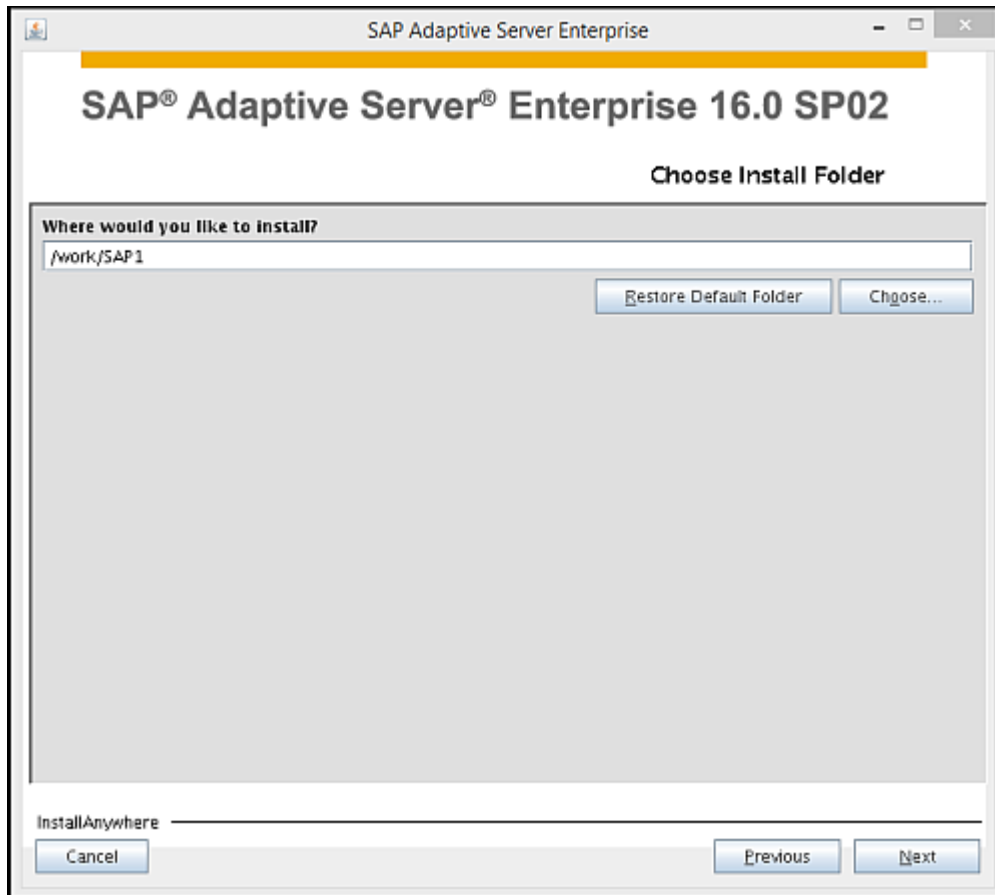 SAP Adaptive Server Enterprise
SAP® Adaptive Server® Enterprise 16.0 SP02
Choose Install Folder
Where would you like to install?
/work/SAP1
Restore Default Folder Choose...
InstallAnywhere
Cancel Previous Next